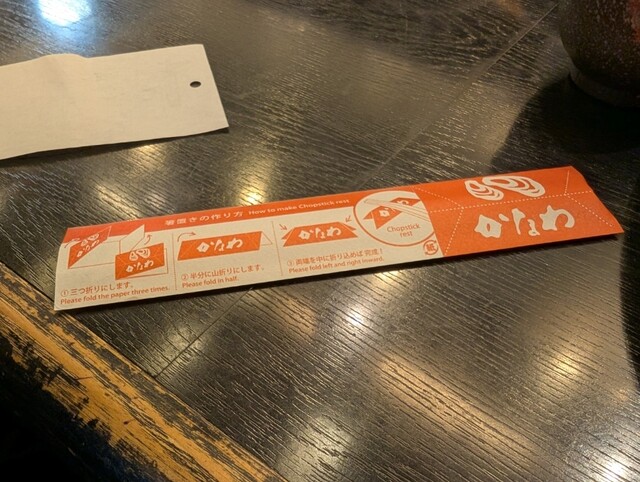 箸置きの作り方 How to make Chopstick rest
かなわ
かなわ
① 三つ折りにします。
Please fold the paper three times.
かなわ
② 半分に山折りにします。
Please fold in half.
かなわ
③ 両端を中に折り込めば 完成！
Please fold left and right inward.
Chopstick
rest
かなわ